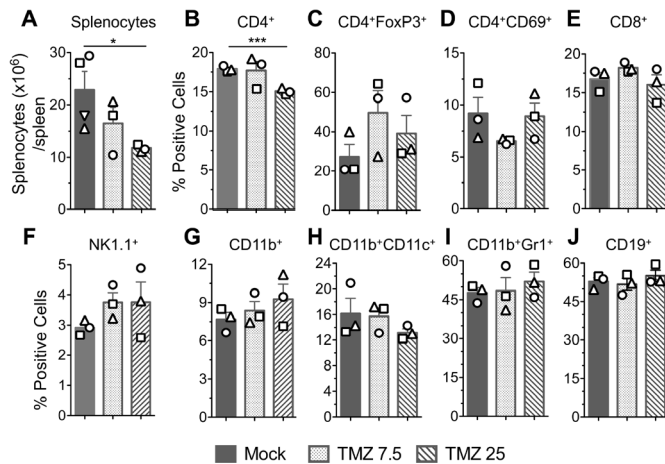 A Splenocytes B CD4⁺ C CD4⁺FoxP3⁺ D CD4⁺CD69⁺ E CD8⁺
* ***
Splenocytes (x10⁶)
/spleen
30 20 10 0
% Positive Cells
20 15 10 5 0
80 60 40 20 0
15 10 5 0
20 15 10 5 0
F NK1.1⁺ G CD11b⁺ H CD11b⁺CD11c⁺ I CD11b⁺Gr1⁺ J CD19⁺
% Positive Cells
6 5 4 3 2 1 0
12 9 6 3 0
24 20 16 12 8 4 0
75 60 45 30 15 0
75 60 45 30 15 0
Mock TMZ 7.5 TMZ 25